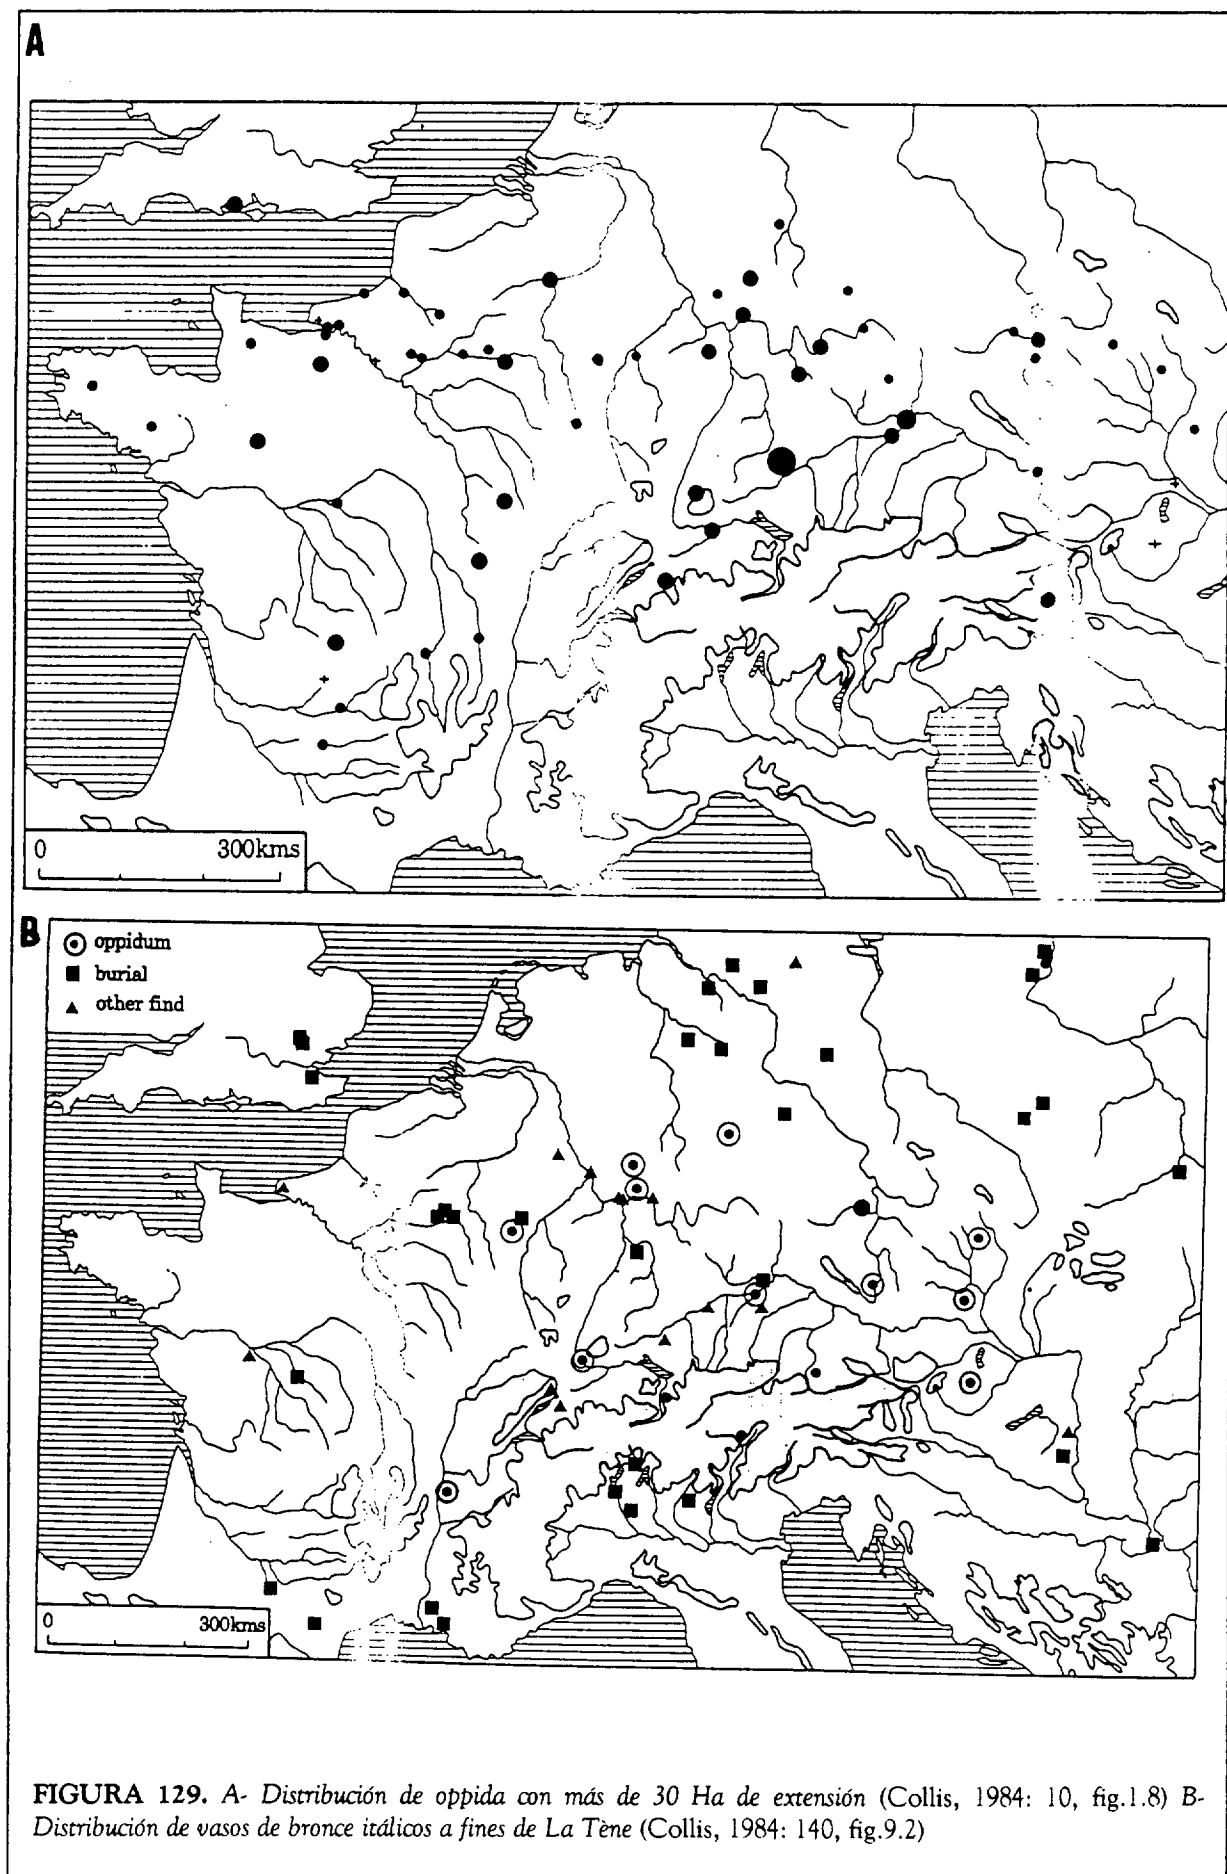 A
0 300kms
B
oppidum
burial
other find
0 300kms
FIGURA 129. A- Distribución de oppida con más de 30 Ha de extensión (Collis, 1984: 10, fig.1.8) B-
Distribución de vasos de bronce itálicos a fines de La Tène (Collis, 1984: 140, fig.9.2)